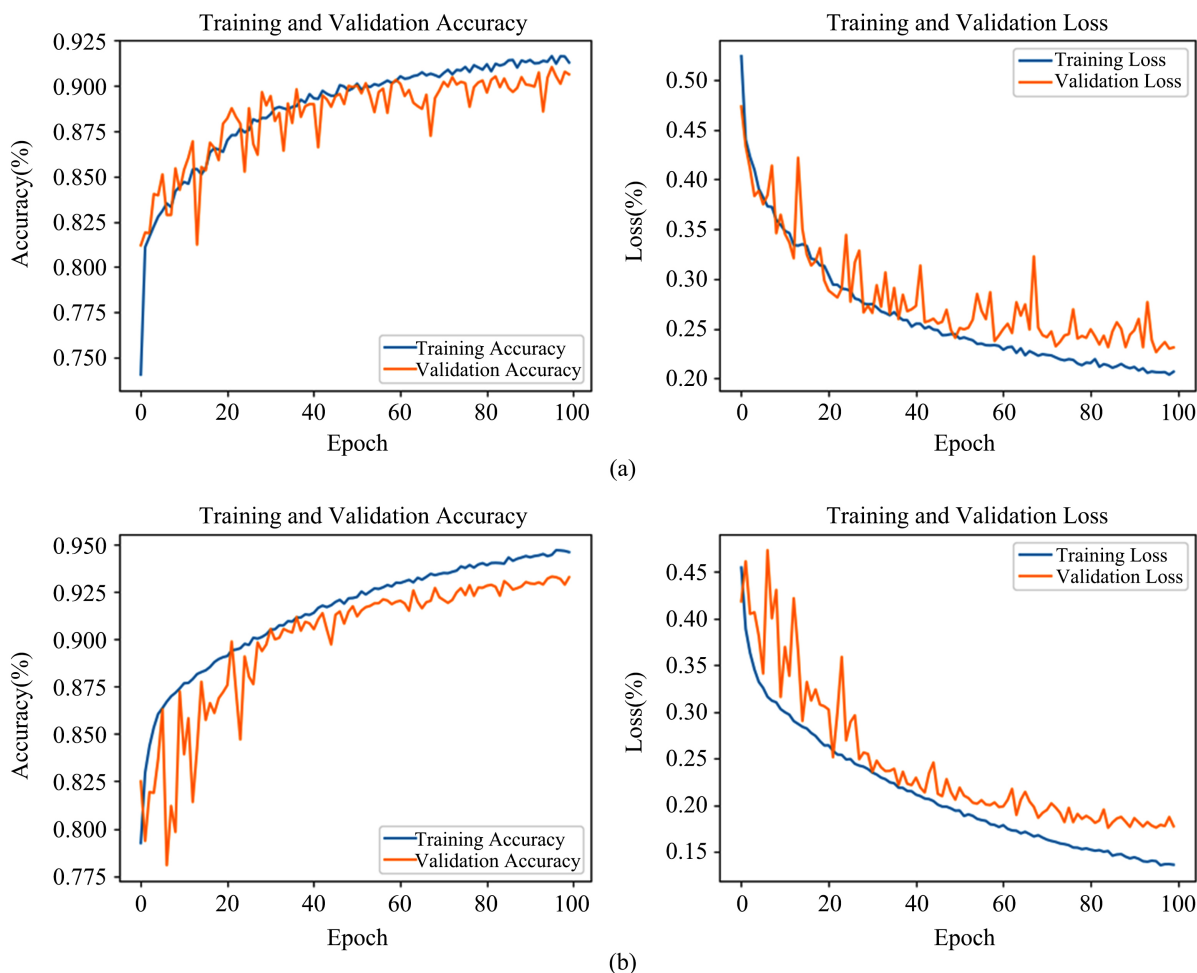 Training and Validation Accuracy
0.925
0.900
0.875
0.850
0.825
0.800
0.775
0.750
Accuracy(%)
Training Accuracy
Validation Accuracy
0 20 40 60 80 100
Epoch
Training and Validation Loss
0.50
0.45
0.40
0.35
0.30
0.25
0.20
Loss(%)
Training Loss
Validation Loss
0 20 40 60 80 100
Epoch
(a)
Training and Validation Accuracy
0.950
0.925
0.900
0.875
0.850
0.825
0.800
0.775
Accuracy(%)
Training Accuracy
Validation Accuracy
0 20 40 60 80 100
Epoch
Training and Validation Loss
0.45
0.40
0.35
0.30
0.25
0.20
0.15
Loss(%)
Training Loss
Validation Loss
0 20 40 60 80 100
Epoch
(b)